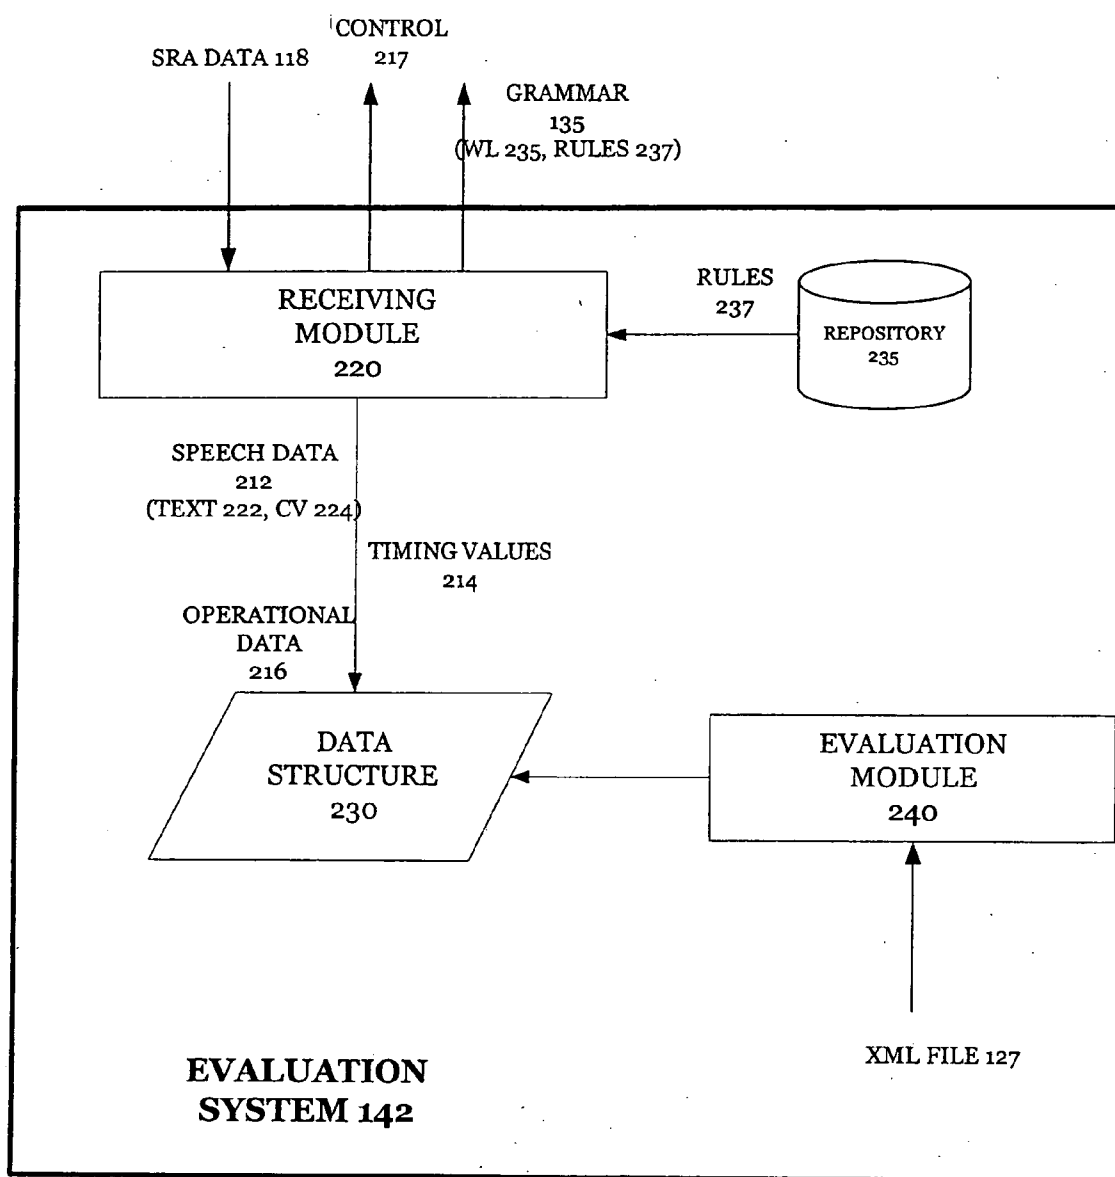 CONTROL
217
SRA DATA 118
GRAMMAR
135
(WL 235, RULES 237)
RECEIVING
MODULE
220
RULES
237
REPOSITORY
235
SPEECH DATA
212
(TEXT 222, CV 224)
TIMING VALUES
214
OPERATIONAL
DATA
216
DATA
STRUCTURE
230
EVALUATION
MODULE
240
XML FILE 127
EVALUATION
SYSTEM 142